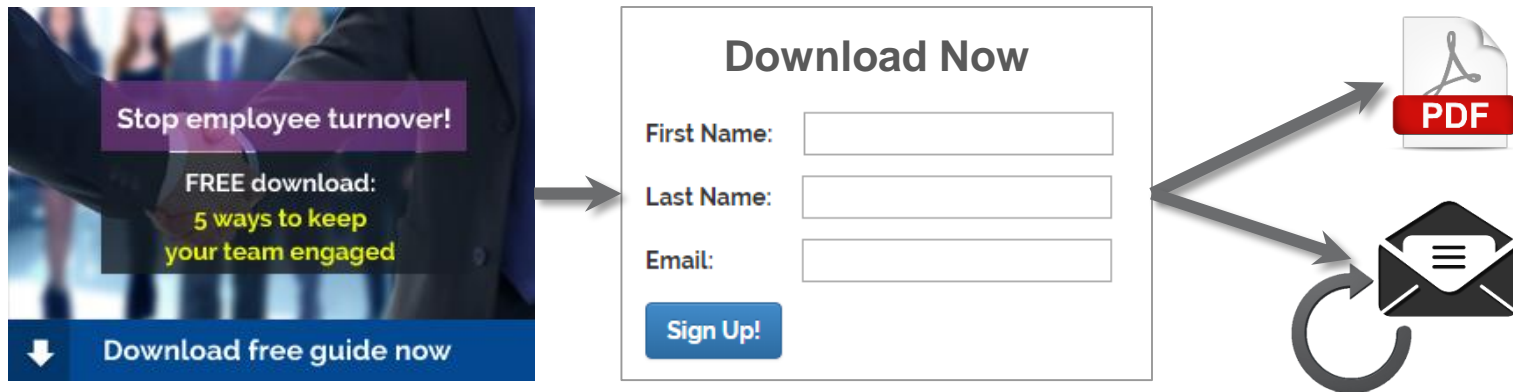 Stop employee turnover!
FREE download:
5 ways to keep
your team engaged
Download free guide now
Download Now
First Name:
Last Name:
Email:
Sign Up!
PDF